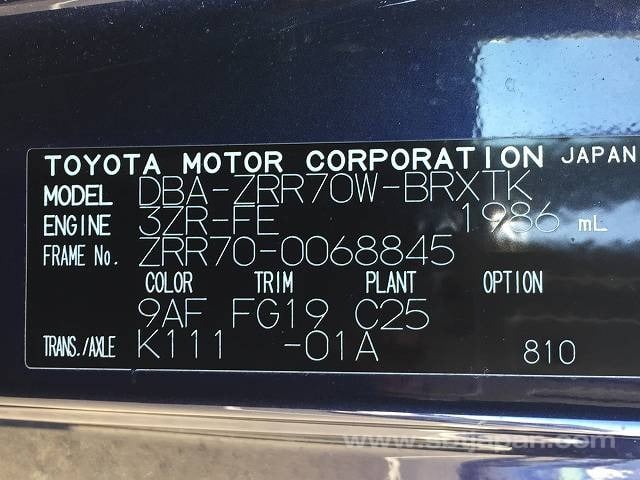 TOYOTA MOTOR CORPORATION JAPAN
MODEL DBA-ZRR70W-BRXTK
ENGINE 3ZR-FE 1986 mL
FRAME No. ZRR70-0068845
COLOR TRIM PLANT OPTION
9AF FG19 C25
TRANS./AXLE K111 -01A 810